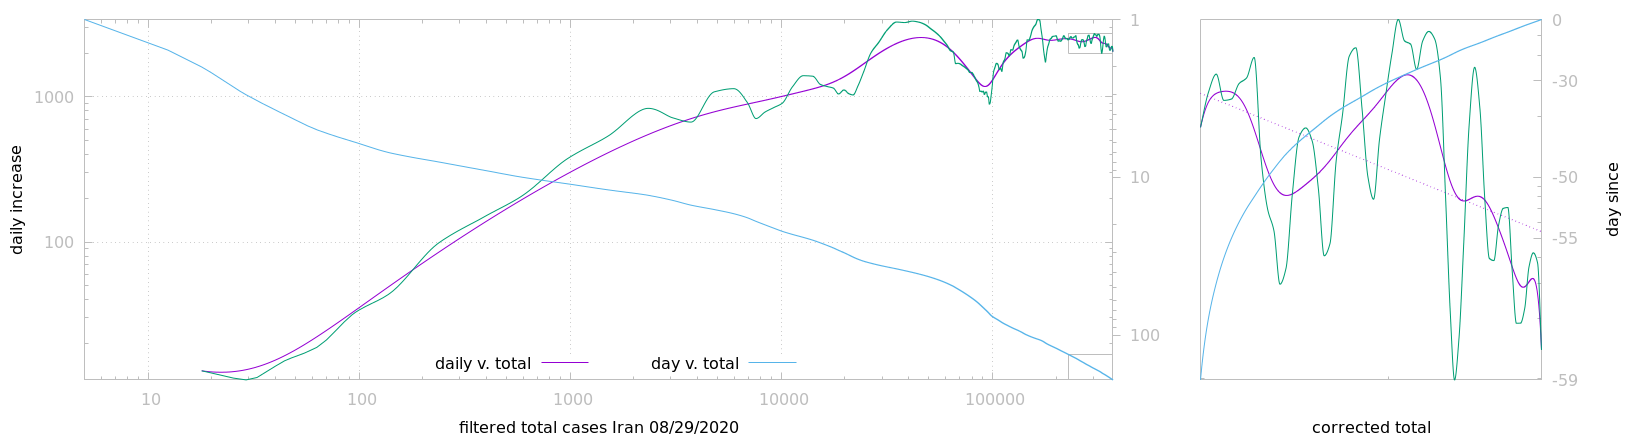 daily increase
1000
100
daily v. total
day v. total
10
100
1000
10000
100000
filtered total cases Iran 08/29/2020
1
10
100
0
-30
-50
-55
-59
day since
corrected total